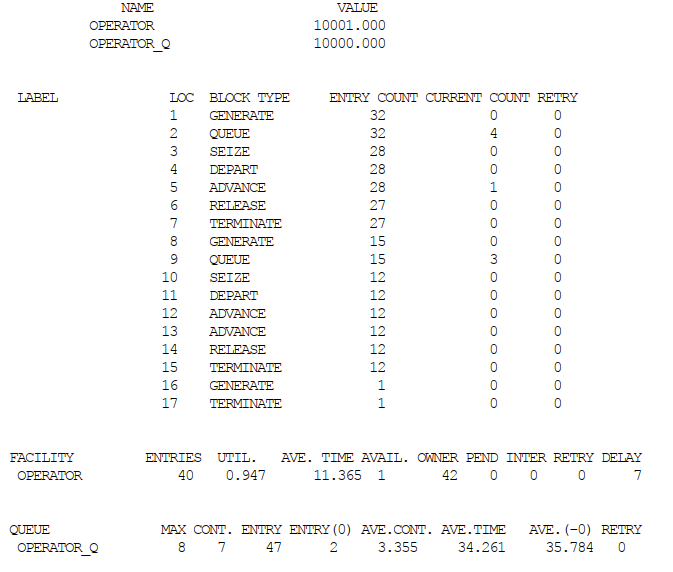 NAME VALUE
OPERATOR 10001.000
OPERATOR_Q 10000.000
LABEL LOC BLOCK TYPE ENTRY COUNT CURRENT COUNT RETRY
1 GENERATE 32 0 0
2 QUEUE 32 4 0
3 SEIZE 28 0 0
4 DEPART 28 0 0
5 ADVANCE 28 1 0
6 RELEASE 27 0 0
7 TERMINATE 27 0 0
8 GENERATE 15 0 0
9 QUEUE 15 3 0
10 SEIZE 12 0 0
11 DEPART 12 0 0
12 ADVANCE 12 0 0
13 ADVANCE 12 0 0
14 RELEASE 12 0 0
15 TERMINATE 12 0 0
16 GENERATE 1 0 0
17 TERMINATE 1 0 0
FACILITY ENTRIES UTIL. AVE. TIME AVAIL. OWNER PEND INTER RETRY DELAY
OPERATOR 40 0.947 11.365 1 42 0 0 0 7
QUEUE MAX CONT. ENTRY ENTRY(0) AVE.CONT. AVE.TIME AVE.(-0) RETRY
OPERATOR_Q 8 7 47 2 3.355 34.261 35.784 0